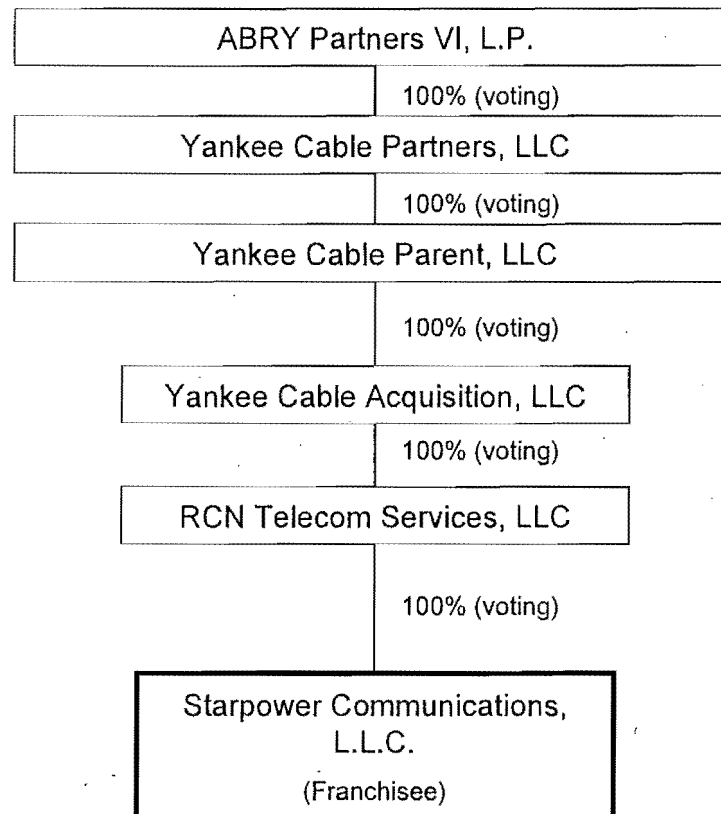 ABRY Partners VI, L.P.
100% (voting)
Yankee Cable Partners, LLC
100% (voting)
Yankee Cable Parent, LLC
100% (voting)
Yankee Cable Acquisition, LLC
100% (voting)
RCN Telecom Services, LLC
100% (voting)
Starpower Communications,
L.L.C.
(Franchisee)